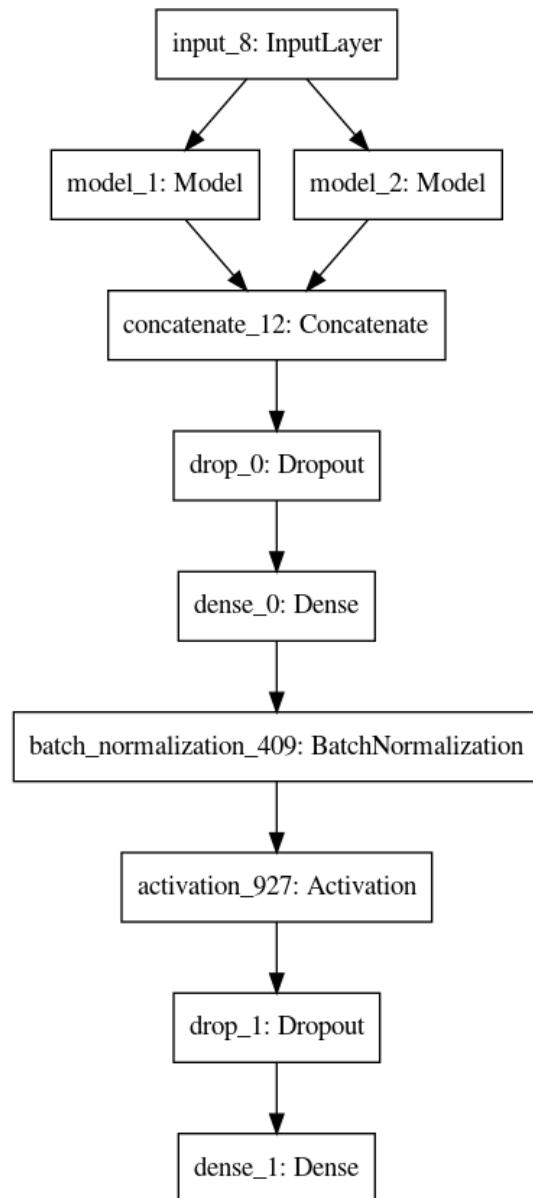 input_8: InputLayer
model_1: Model
model_2: Model
concatenate_12: Concatenate
drop_0: Dropout
dense_0: Dense
batch_normalization_409: BatchNormalization
activation_927: Activation
drop_1: Dropout
dense_1: Dense